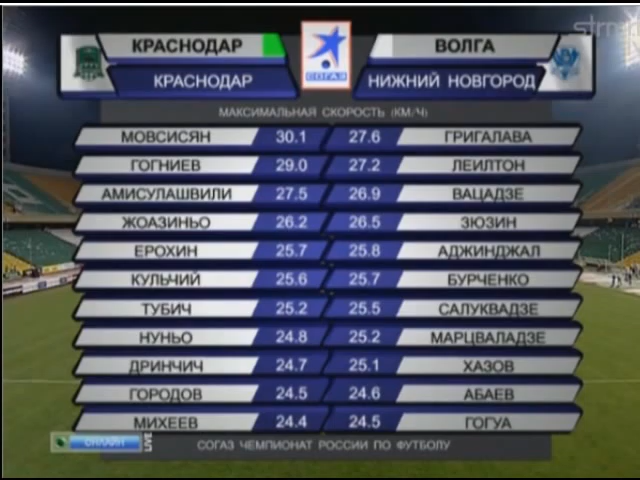 strm
КРАСНОДАР СОГАЗ ВОЛГА
КРАСНОДАР НИЖНИЙ НОВГОРОД
МАКСИМАЛЬНАЯ СКОРОСТЬ (КМ/Ч)
МОВСИСЯН 30.1 27.6 ГРИГАЛАВА
ГОГНИЕВ 29.0 27.2 ЛЕИЛТОН
АМИСУЛАШВИЛИ 27.5 26.9 ВАЦАДЗЕ
ЖОАЗИНЬО 26.2 26.5 ЗЮЗИН
ЕРОХИН 25.7 25.8 АДЖИНДЖАЛ
КУЛЬЧИЙ 25.6 25.7 БУРЧЕНКО
ТУБИЧ 25.2 25.5 САЛУКВАДЗЕ
НУНЬО 24.8 25.2 МАРЦВАЛАДЗЕ
ДРИНЧИЧ 24.7 25.1 ХАЗОВ
ГОРОДОВ 24.5 24.6 АБАЕВ
МИХЕЕВ 24.4 24.5 ГОГУА
ОНЛАЙН LIVE СОГАЗ ЧЕМПИОНАТ РОССИИ ПО ФУТБОЛУ